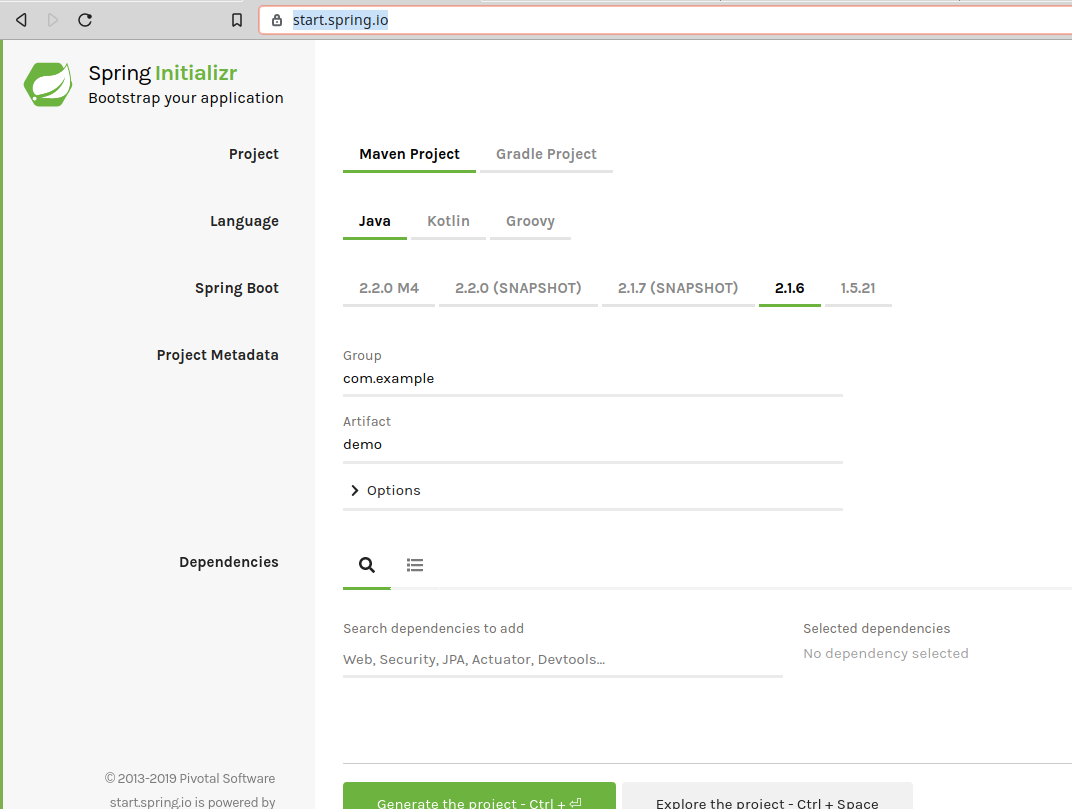 start.spring.io
Spring Initializr
Bootstrap your application
Project
Maven Project Gradle Project
Language
Java Kotlin Groovy
Spring Boot
2.2.0 M4 2.2.0 (SNAPSHOT) 2.1.7 (SNAPSHOT) 2.1.6 1.5.21
Project Metadata
Group
com.example
Artifact
demo
Options
Dependencies
Search dependencies to add
Web, Security, JPA, Actuator, Devtools...
Selected dependencies
No dependency selected
© 2013-2019 Pivotal Software
start.spring.io is powered by
Generate the project - Ctrl + ⏎
Explore the project - Ctrl + Space